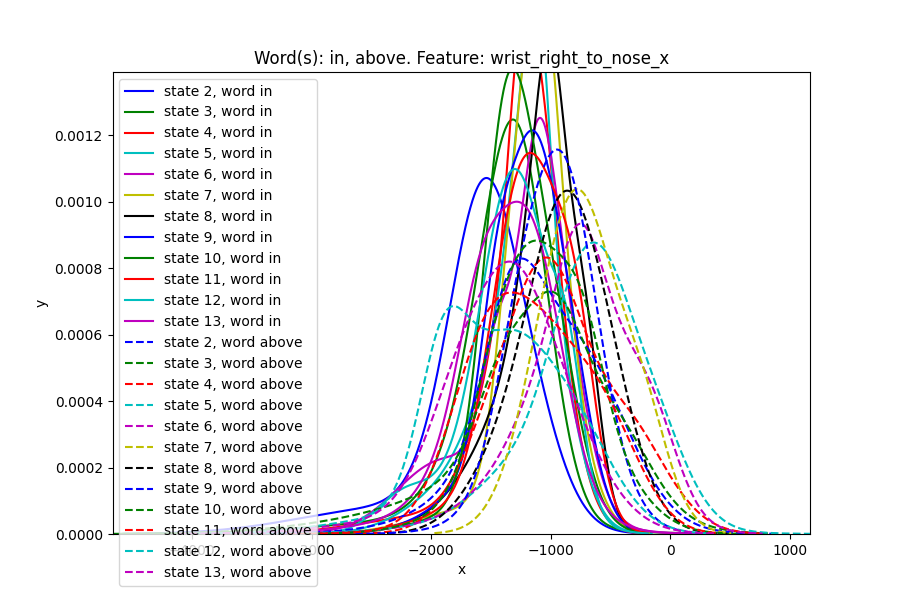 Word(s): in, above. Feature: wrist_right_to_nose_x
y
0.0012
0.0010
0.0008
0.0006
0.0004
0.0002
0.0000
state 2, word in
state 3, word in
state 4, word in
state 5, word in
state 6, word in
state 7, word in
state 8, word in
state 9, word in
state 10, word in
state 11, word in
state 12, word in
state 13, word in
state 2, word above
state 3, word above
state 4, word above
state 5, word above
state 6, word above
state 7, word above
state 8, word above
state 9, word above
state 10, word above
state 11, word above
state 12, word above
state 13, word above
−2000 −1000 0 1000
x